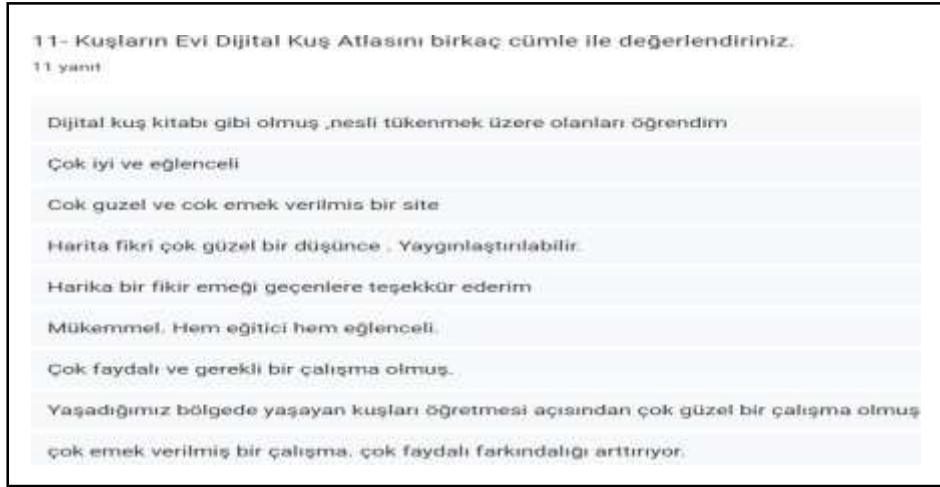 11- Kuşların Evi Dijital Kuş Atlasını birkaç cümle ile değerlendiriniz.
11 yanıt
Dijital kuş kitabı gibi olmuş ,nesli tükenmek üzere olanları öğrendim
Çok iyi ve eğlenceli
Cok guzel ve cok emek verilmis bir site
Harita fikri çok güzel bir düşünce . Yaygınlaştırılabilir.
Harika bir fikir emeği geçenlere teşekkür ederim
Mükemmel. Hem eğitici hem eğlenceli.
Çok faydalı ve gerekli bir çalışma olmuş.
Yaşadığımız bölgede yaşayan kuşları öğretmesi açısından çok güzel bir çalışma olmuş
çok emek verilmiş bir çalışma. çok faydalı farkındalığı arttırıyor.